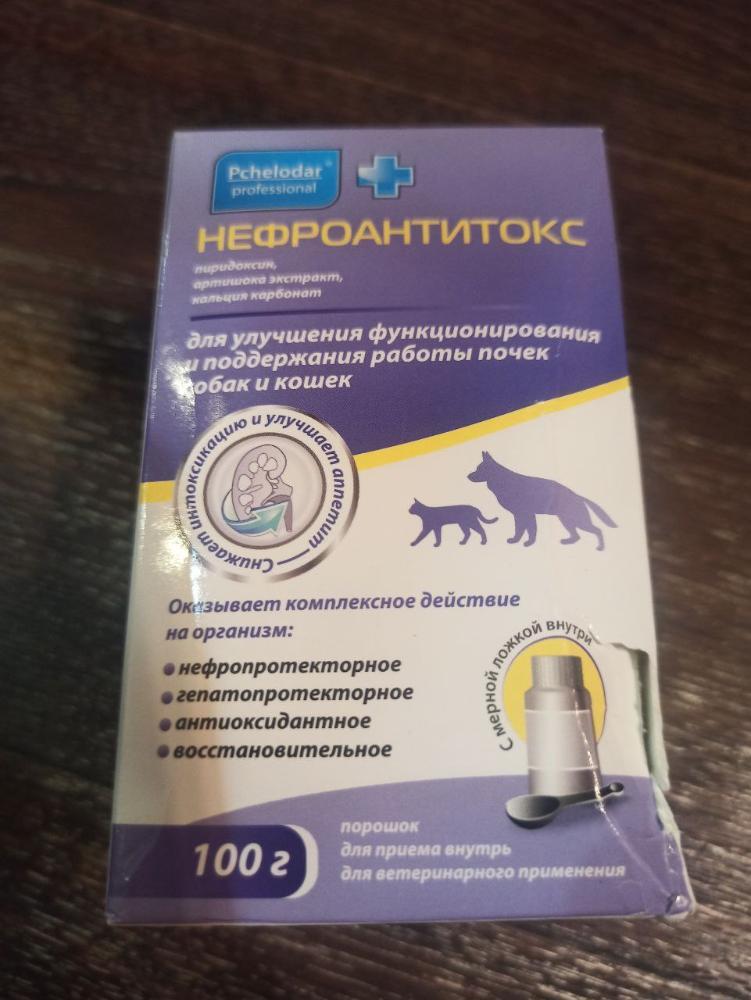 Pchelodar®
professional
НЕФРОАНТИТОКС
пиридоксин,
артишока экстракт,
кальция карбонат
для улучшения функционирования
и поддержания работы почек
собак и кошек
Снижает интоксикацию и улучшает аппетит
Оказывает комплексное действие
на организм:
нефропротекторное
гепатопротекторное
антиоксидантное
восстановительное
С мерной ложкой внутри
100 г
порошок
для приема внутрь
для ветеринарного применения